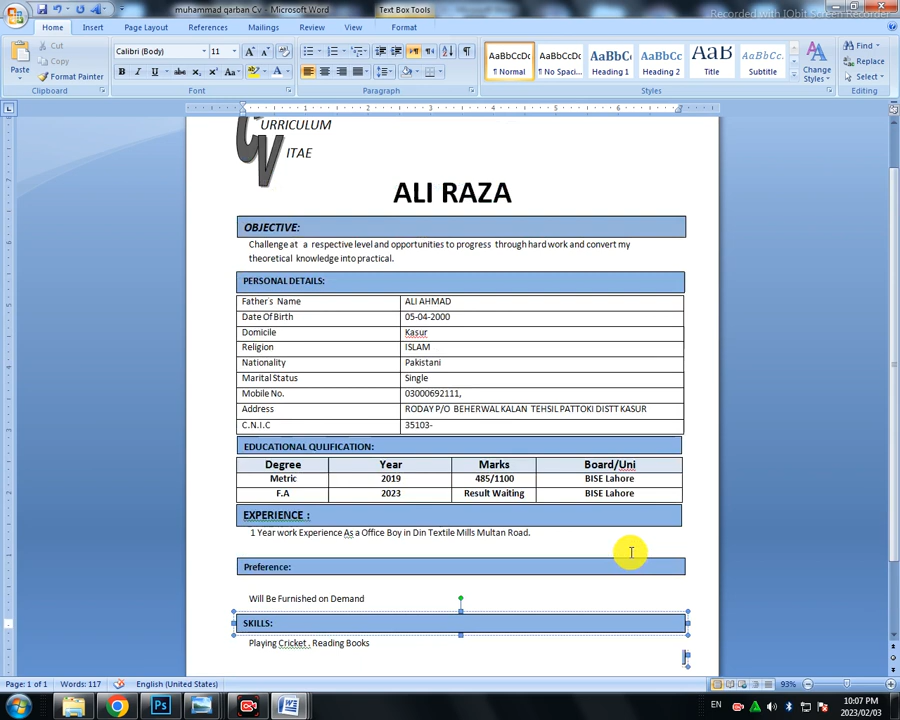 muhammad qarban Cv - Microsoft Word
Text Box Tools
Recorded with IObit Screen Recorder
Home Insert Page Layout References Mailings Review View Format
Paste
Cut
Copy
Format Painter
Clipboard
Calibri (Body) 11
Font
Paragraph
AaBbCcDc AaBbCcDc AaBbC AaBbCc AaB AaBbCc.
¶ Normal ¶ No Spaci... Heading 1 Heading 2 Title Subtitle
Change Styles
Styles
Find
Replace
Select
Editing
CURRICULUM
VITAE
ALI RAZA
OBJECTIVE:
Challenge at a respective level and opportunities to progress through hard work and convert my
theoretical knowledge into practical.
PERSONAL DETAILS:
Father's Name ALI AHMAD
Date Of Birth 05-04-2000
Domicile Kasur
Religion ISLAM
Nationality Pakistani
Marital Status Single
Mobile No. 03000692111,
Address RODAY P/O BEHERWAL KALAN TEHSIL PATTOKI DISTT KASUR
C.N.I.C 35103-
EDUCATIONAL QULIFICATION:
Degree Year Marks Board/Uni
Metric 2019 485/1100 BISE Lahore
F.A 2023 Result Waiting BISE Lahore
EXPERIENCE :
1 Year work Experience As a Office Boy in Din Textile Mills Multan Road.
Preference:
Will Be Furnished on Demand
SKILLS:
Playing Cricket , Reading Books
Page: 1 of 1 Words: 117 English (United States) 93%
EN 10:07 PM
2023/02/03